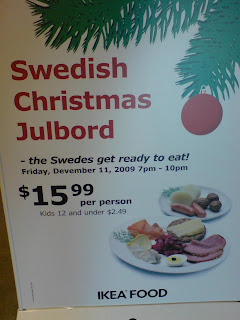 Swedish
Christmas
Julbord
- the Swedes get ready to eat!
Friday, Devember 11, 2009 7pm - 10pm
$15.99
per person
Kids 12 and under $2.49
IKEA FOOD